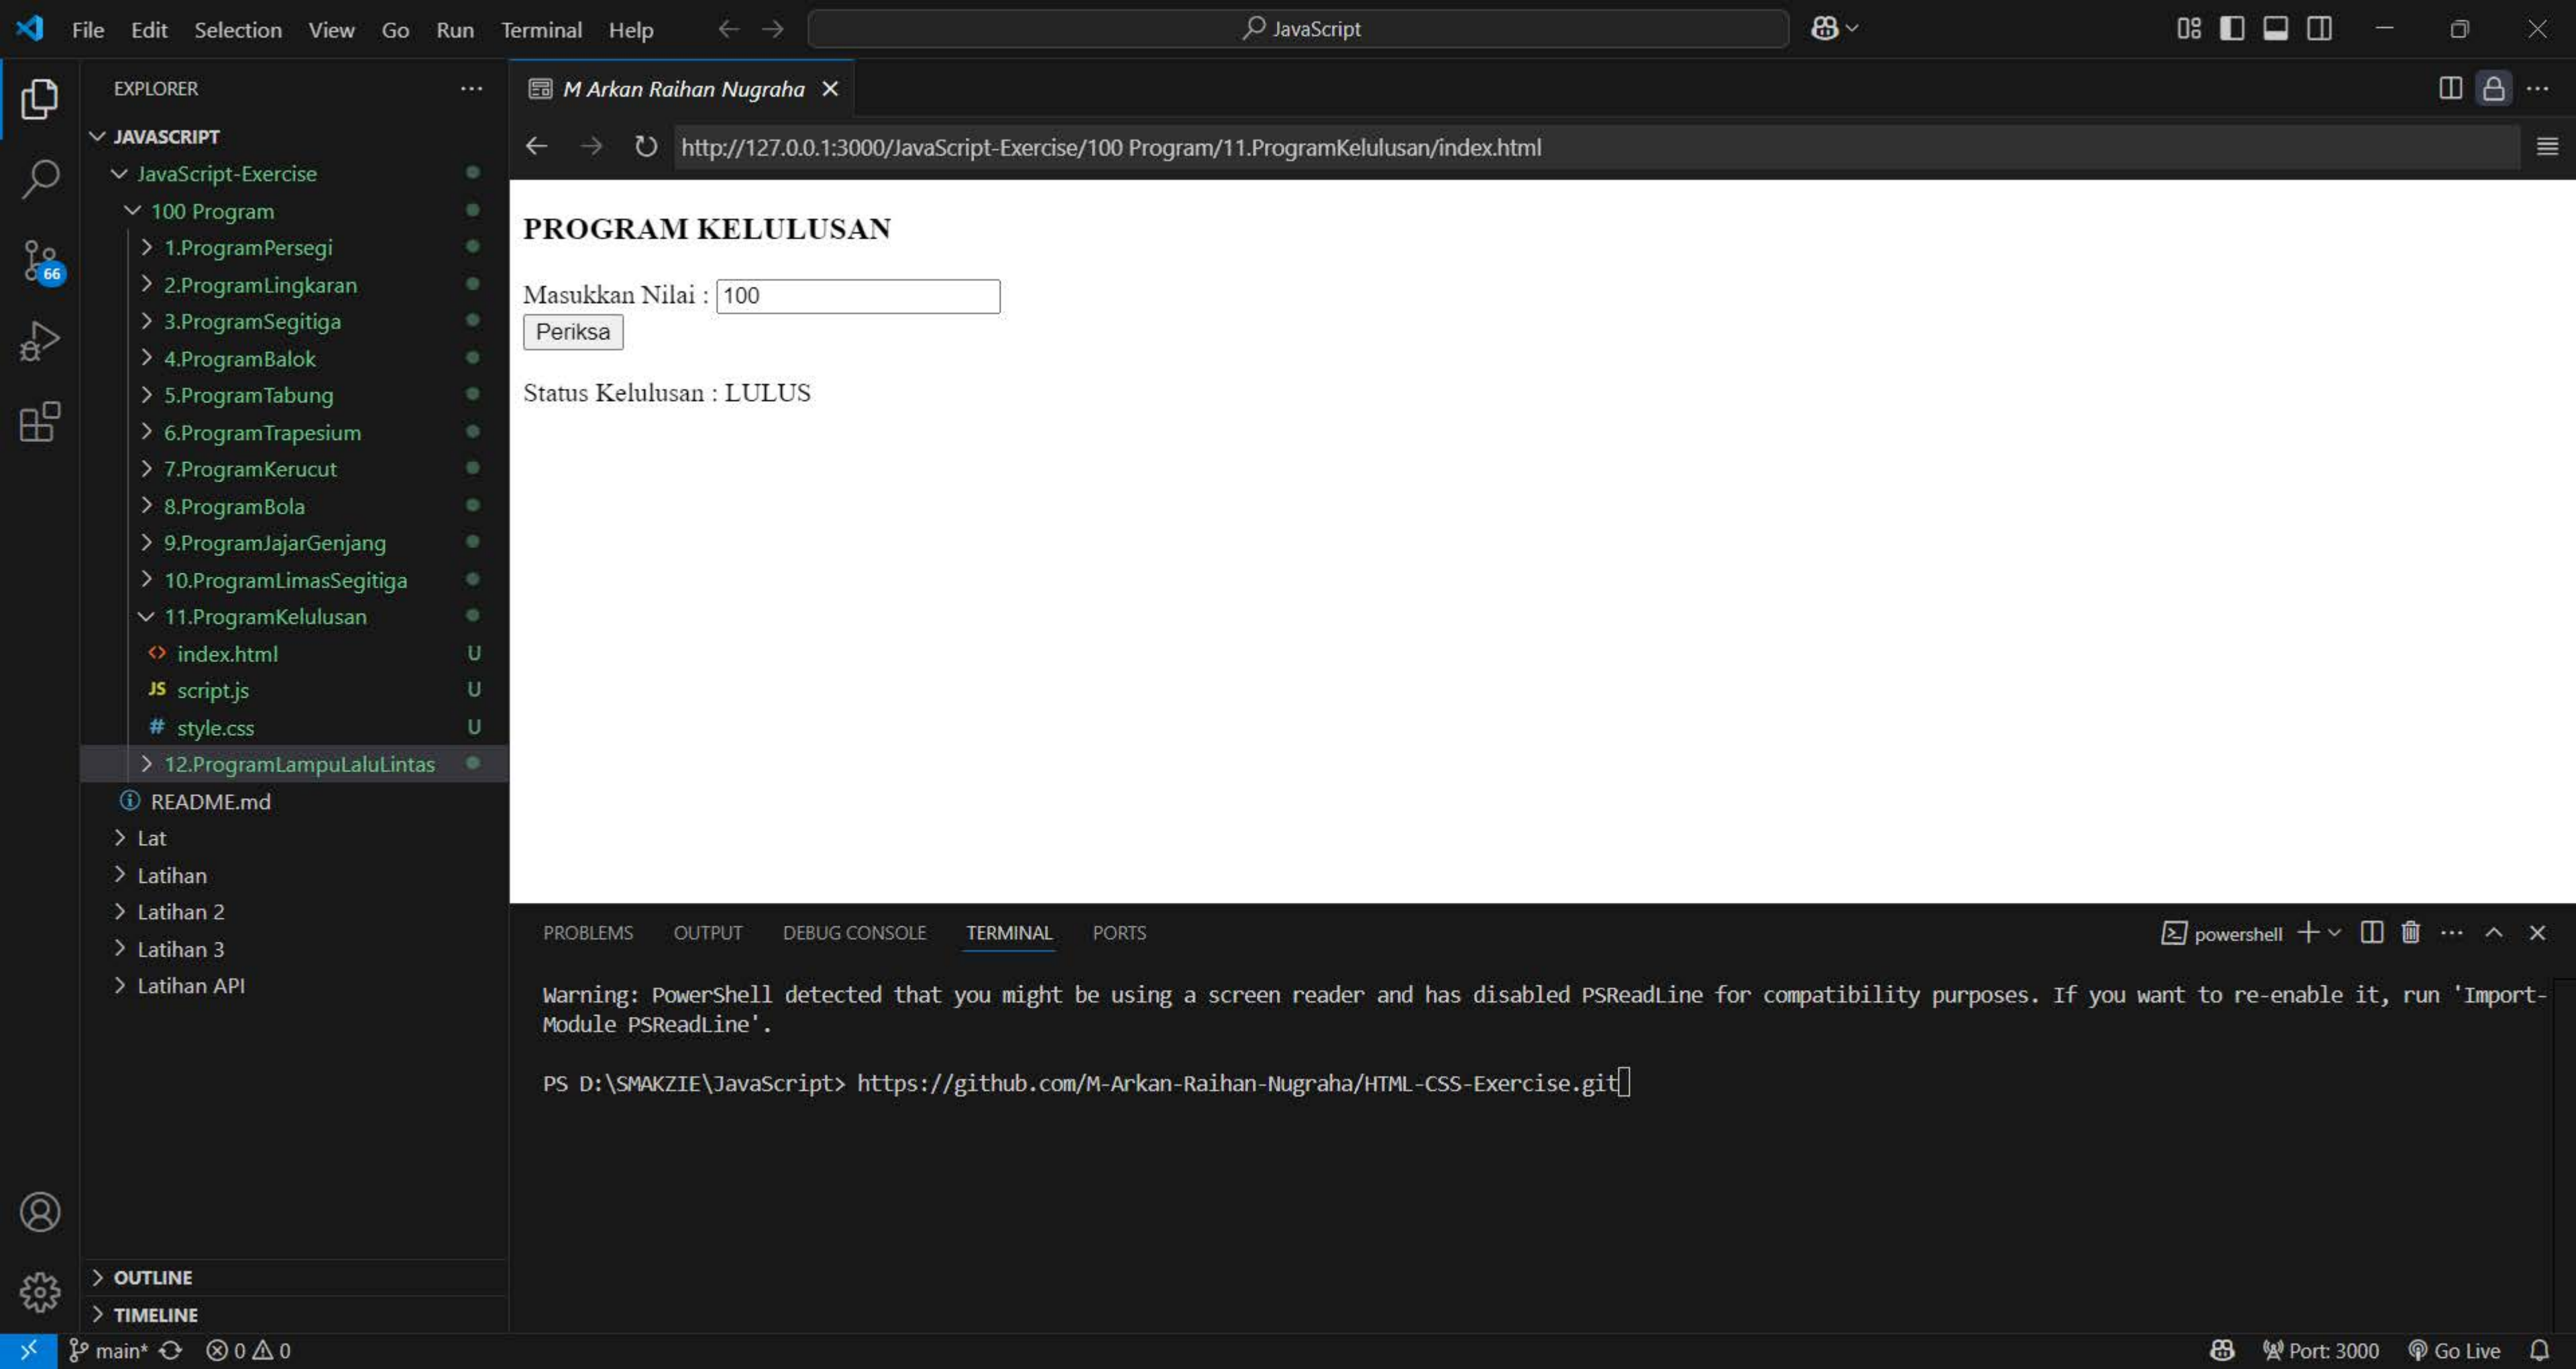 File Edit Selection View Go Run Terminal Help
JavaScript
EXPLORER
JAVASCRIPT
JavaScript-Exercise
100 Program
1.ProgramPersegi
2.ProgramLingkaran
3.ProgramSegitiga
4.ProgramBalok
5.ProgramTabung
6.ProgramTrapesium
7.ProgramKerucut
8.ProgramBola
9.ProgramJajarGenjang
10.ProgramLimasSegitiga
11.ProgramKelulusan
index.html U
JS script.js U
# style.css U
12.ProgramLampuLaluLintas
README.md
Lat
Latihan
Latihan 2
Latihan 3
Latihan API
OUTLINE
TIMELINE
66
M Arkan Raihan Nugraha
http://127.0.0.1:3000/JavaScript-Exercise/100 Program/11.ProgramKelulusan/index.html
PROGRAM KELULUSAN
Masukkan Nilai : 100
Periksa
Status Kelulusan : LULUS
PROBLEMS OUTPUT DEBUG CONSOLE TERMINAL PORTS
powershell
Warning: PowerShell detected that you might be using a screen reader and has disabled PSReadLine for compatibility purposes. If you want to re-enable it, run 'Import-
Module PSReadLine'.
PS D:\SMAKZIE\JavaScript> https://github.com/M-Arkan-Raihan-Nugraha/HTML-CSS-Exercise.git
main* 0 0
Port: 3000 Go Live